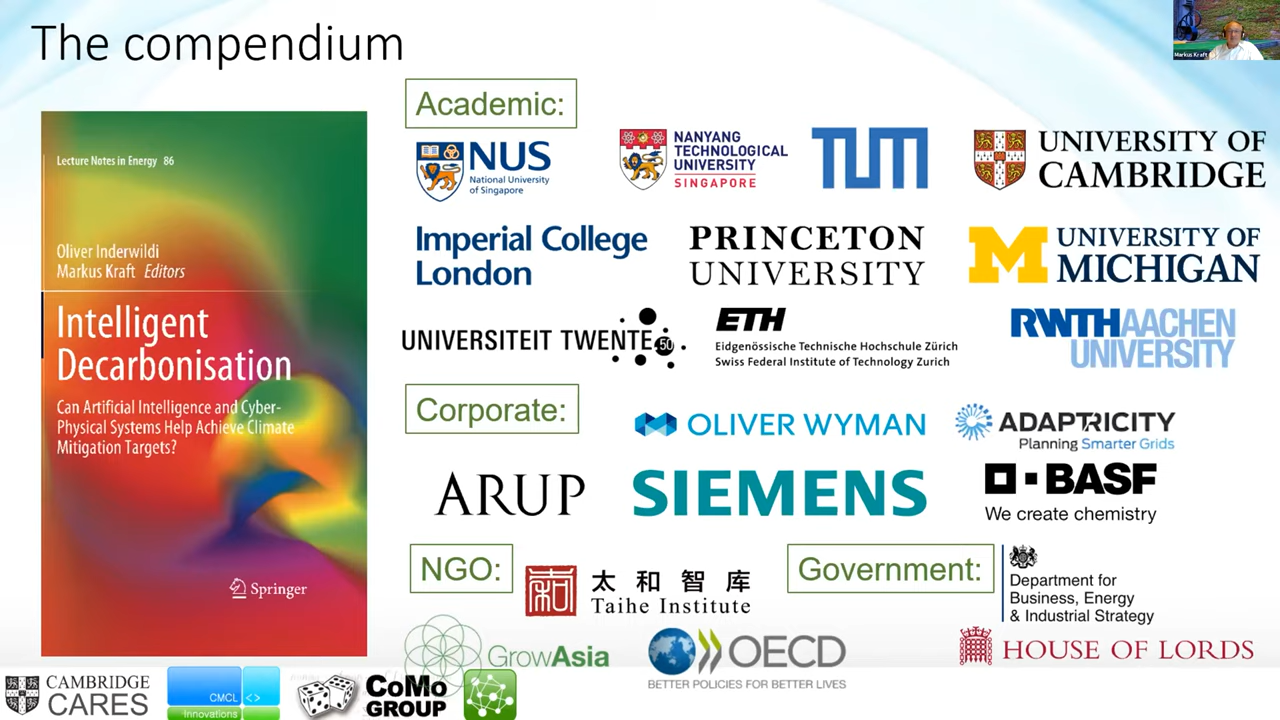 The compendium
Markus Kraft
Lecture Notes in Energy 86
Oliver Inderwildi
Markus Kraft Editors
Intelligent
Decarbonisation
Can Artificial Intelligence and Cyber-
Physical Systems Help Achieve Climate
Mitigation Targets?
Springer
Academic:
NUS
National University
of Singapore
NANYANG
TECHNOLOGICAL
UNIVERSITY
SINGAPORE
TUM
UNIVERSITY OF
CAMBRIDGE
Imperial College
London
PRINCETON
UNIVERSITY
M
UNIVERSITY OF
MICHIGAN
UNIVERSITEIT TWENTE.
50
ETH
Eidgenössische Technische Hochschule Zürich
Swiss Federal Institute of Technology Zurich
RWTHAACHEN
UNIVERSITY
Corporate:
OLIVER WYMAN
ADAPTRICITY
Planning Smarter Grids
ARUP
SIEMENS
BASF
We create chemistry
NGO:
太和智库
Taihe Institute
GrowAsia
OECD
BETTER POLICIES FOR BETTER LIVES
Government:
Department for
Business, Energy
& Industrial Strategy
HOUSE OF LORDS
CAMBRIDGE
CARES
CMCL <>
Innovations
CoMo
GROUP